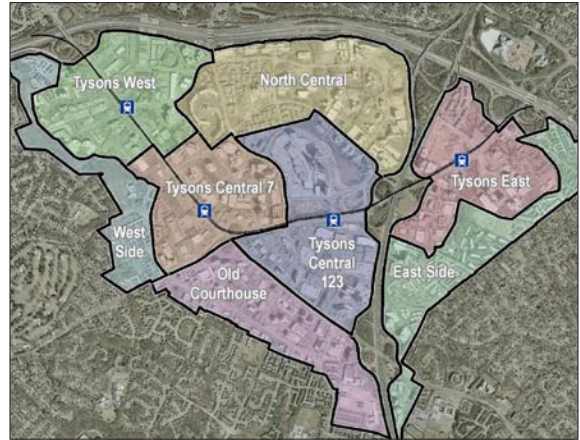 Tysons West
North Central
Tysons Central 7
Tysons East
West
Side
Tysons
Central
123
Old
Courthouse
East Side